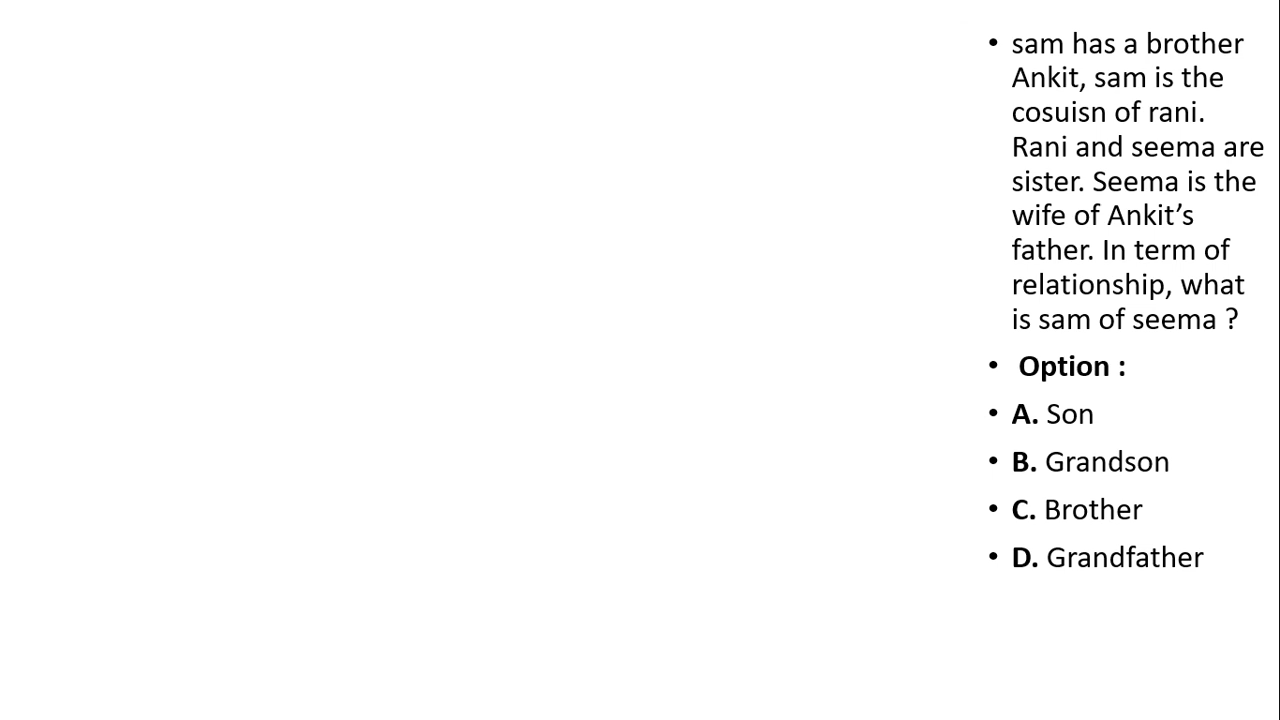 • sam has a brother
Ankit, sam is the
cosuisn of rani.
Rani and seema are
sister. Seema is the
wife of Ankit’s
father. In term of
relationship, what
is sam of seema ?
• Option :
• A. Son
• B. Grandson
• C. Brother
• D. Grandfather